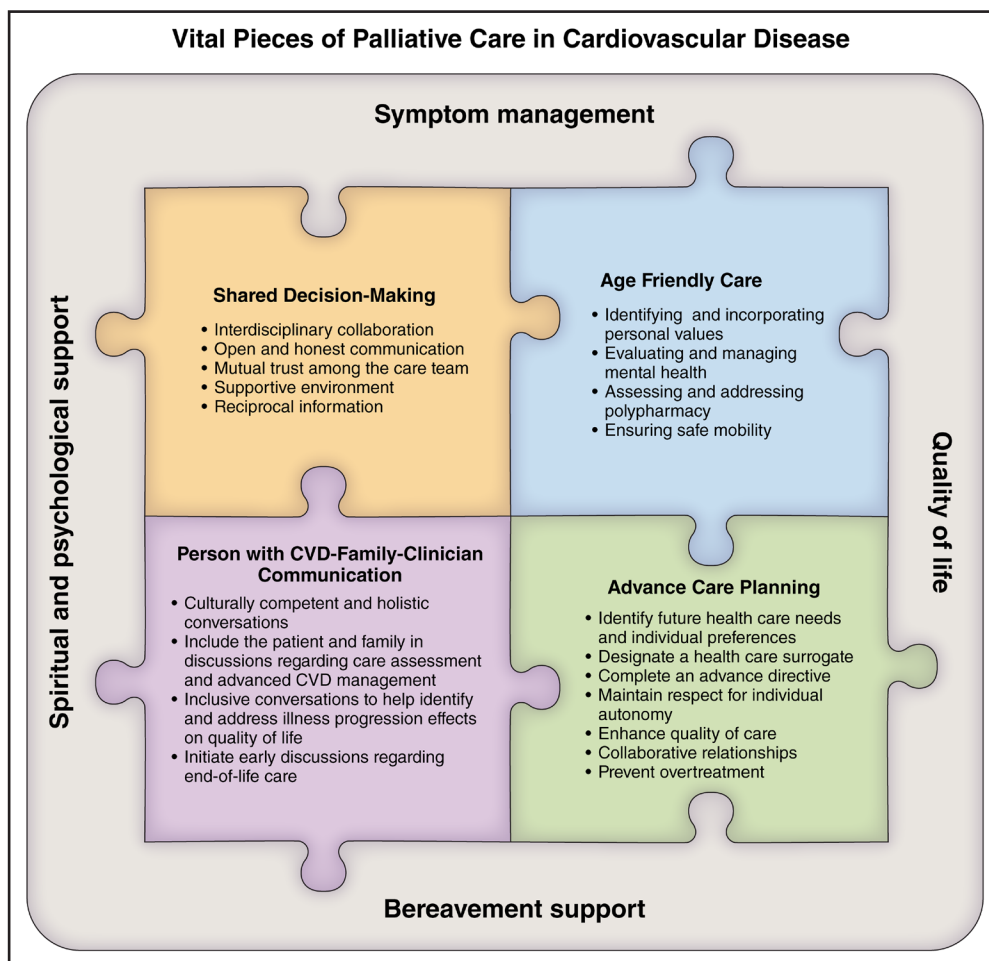 Vital Pieces of Palliative Care in Cardiovascular Disease
Symptom management
Spiritual and psychological support
Shared Decision-Making
• Interdisciplinary collaboration
• Open and honest communication
• Mutual trust among the care team
• Supportive environment
• Reciprocal information
Age Friendly Care
• Identifying and incorporating
personal values
• Evaluating and managing
mental health
• Assessing and addressing
polypharmacy
• Ensuring safe mobility
Quality of life
Person with CVD-Family-Clinician
Communication
• Culturally competent and holistic
conversations
• Include the patient and family in
discussions regarding care assessment
and advanced CVD management
• Inclusive conversations to help identify
and address illness progression effects
on quality of life
• Initiate early discussions regarding
end-of-life care
Advance Care Planning
• Identify future health care needs
and individual preferences
• Designate a health care surrogate
• Complete an advance directive
• Maintain respect for individual
autonomy
• Enhance quality of care
• Collaborative relationships
• Prevent overtreatment
Bereavement support